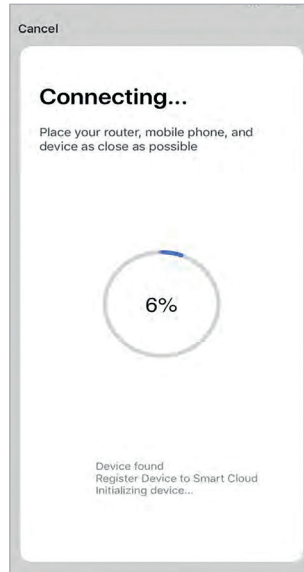 Cancel
Connecting...
Place your router, mobile phone, and
device as close as possible
6%
Device found
Register Device to Smart Cloud
Initializing device...